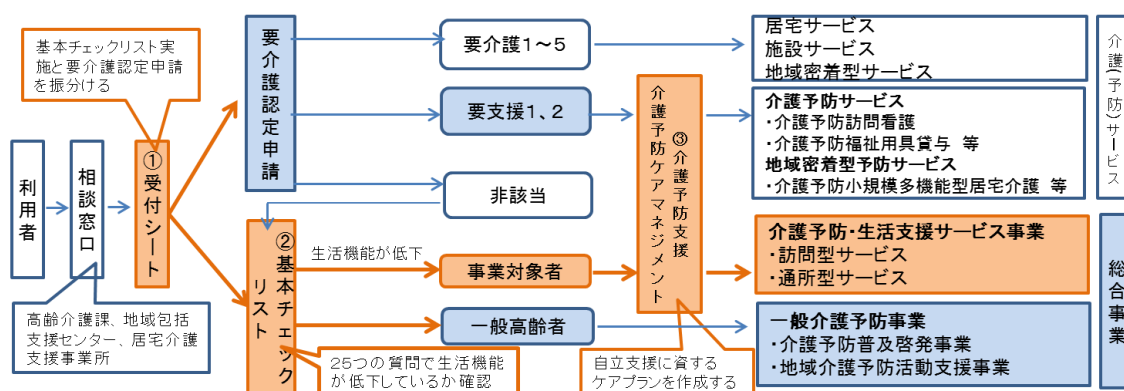 基本チェックリスト実
施と要介護認定申請
を振分ける
利用者
相談窓口
①受付シート
高齢介護課、地域包括
支援センター、居宅介護
支援事業所
要介護認定申請
②基本チェック
リスト
25つの質問で生活機能
が低下しているか確認
要介護1～5
要支援1、2
非該当
生活機能が低下
事業対象者
一般高齢者
③介護予防支援
介護予防ケアマネジメント
自立支援に資する
ケアプランを作成する
居宅サービス
施設サービス
地域密着型サービス
介護予防サービス
・介護予防訪問看護
・介護予防福祉用具貸与 等
地域密着型予防サービス
・介護予防小規模多機能型居宅介護 等
介護予防・生活支援サービス事業
・訪問型サービス
・通所型サービス
一般介護予防事業
・介護予防普及啓発事業
・地域介護予防活動支援事業
介護(予防)サービス
総合事業